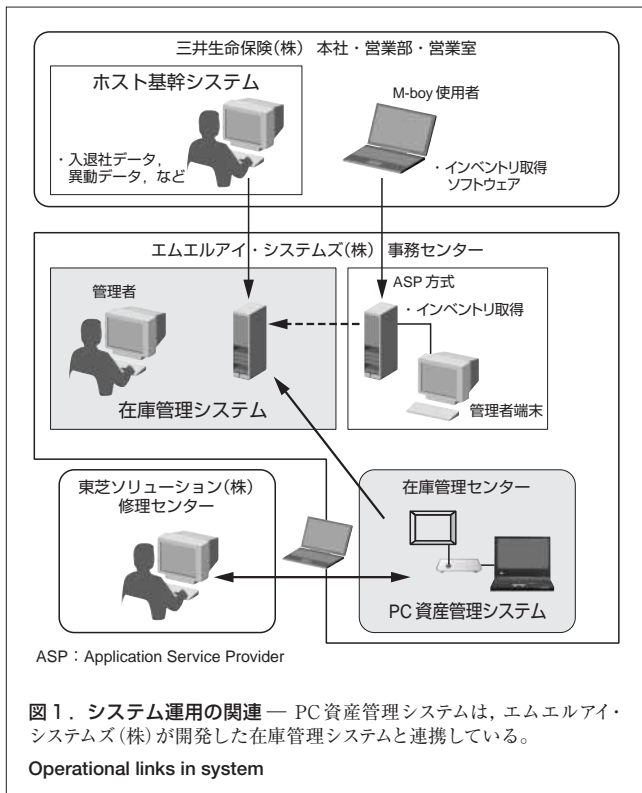 三井生命保険(株) 本社・営業部・営業室
ホスト基幹システム
・入退社データ,
異動データ, など
M-boy 使用者
・インベントリ取得
ソフトウェア
エムエルアイ・システムズ(株) 事務センター
管理者
在庫管理システム
ASP 方式
・インベントリ取得
管理者端末
東芝ソリューション(株)
修理センター
在庫管理センター
PC 資産管理システム
ASP:Application Service Provider
図1.システム運用の関連 — PC資産管理システムは,エムエルアイ・
システムズ(株)が開発した在庫管理システムと連携している。
Operational links in system